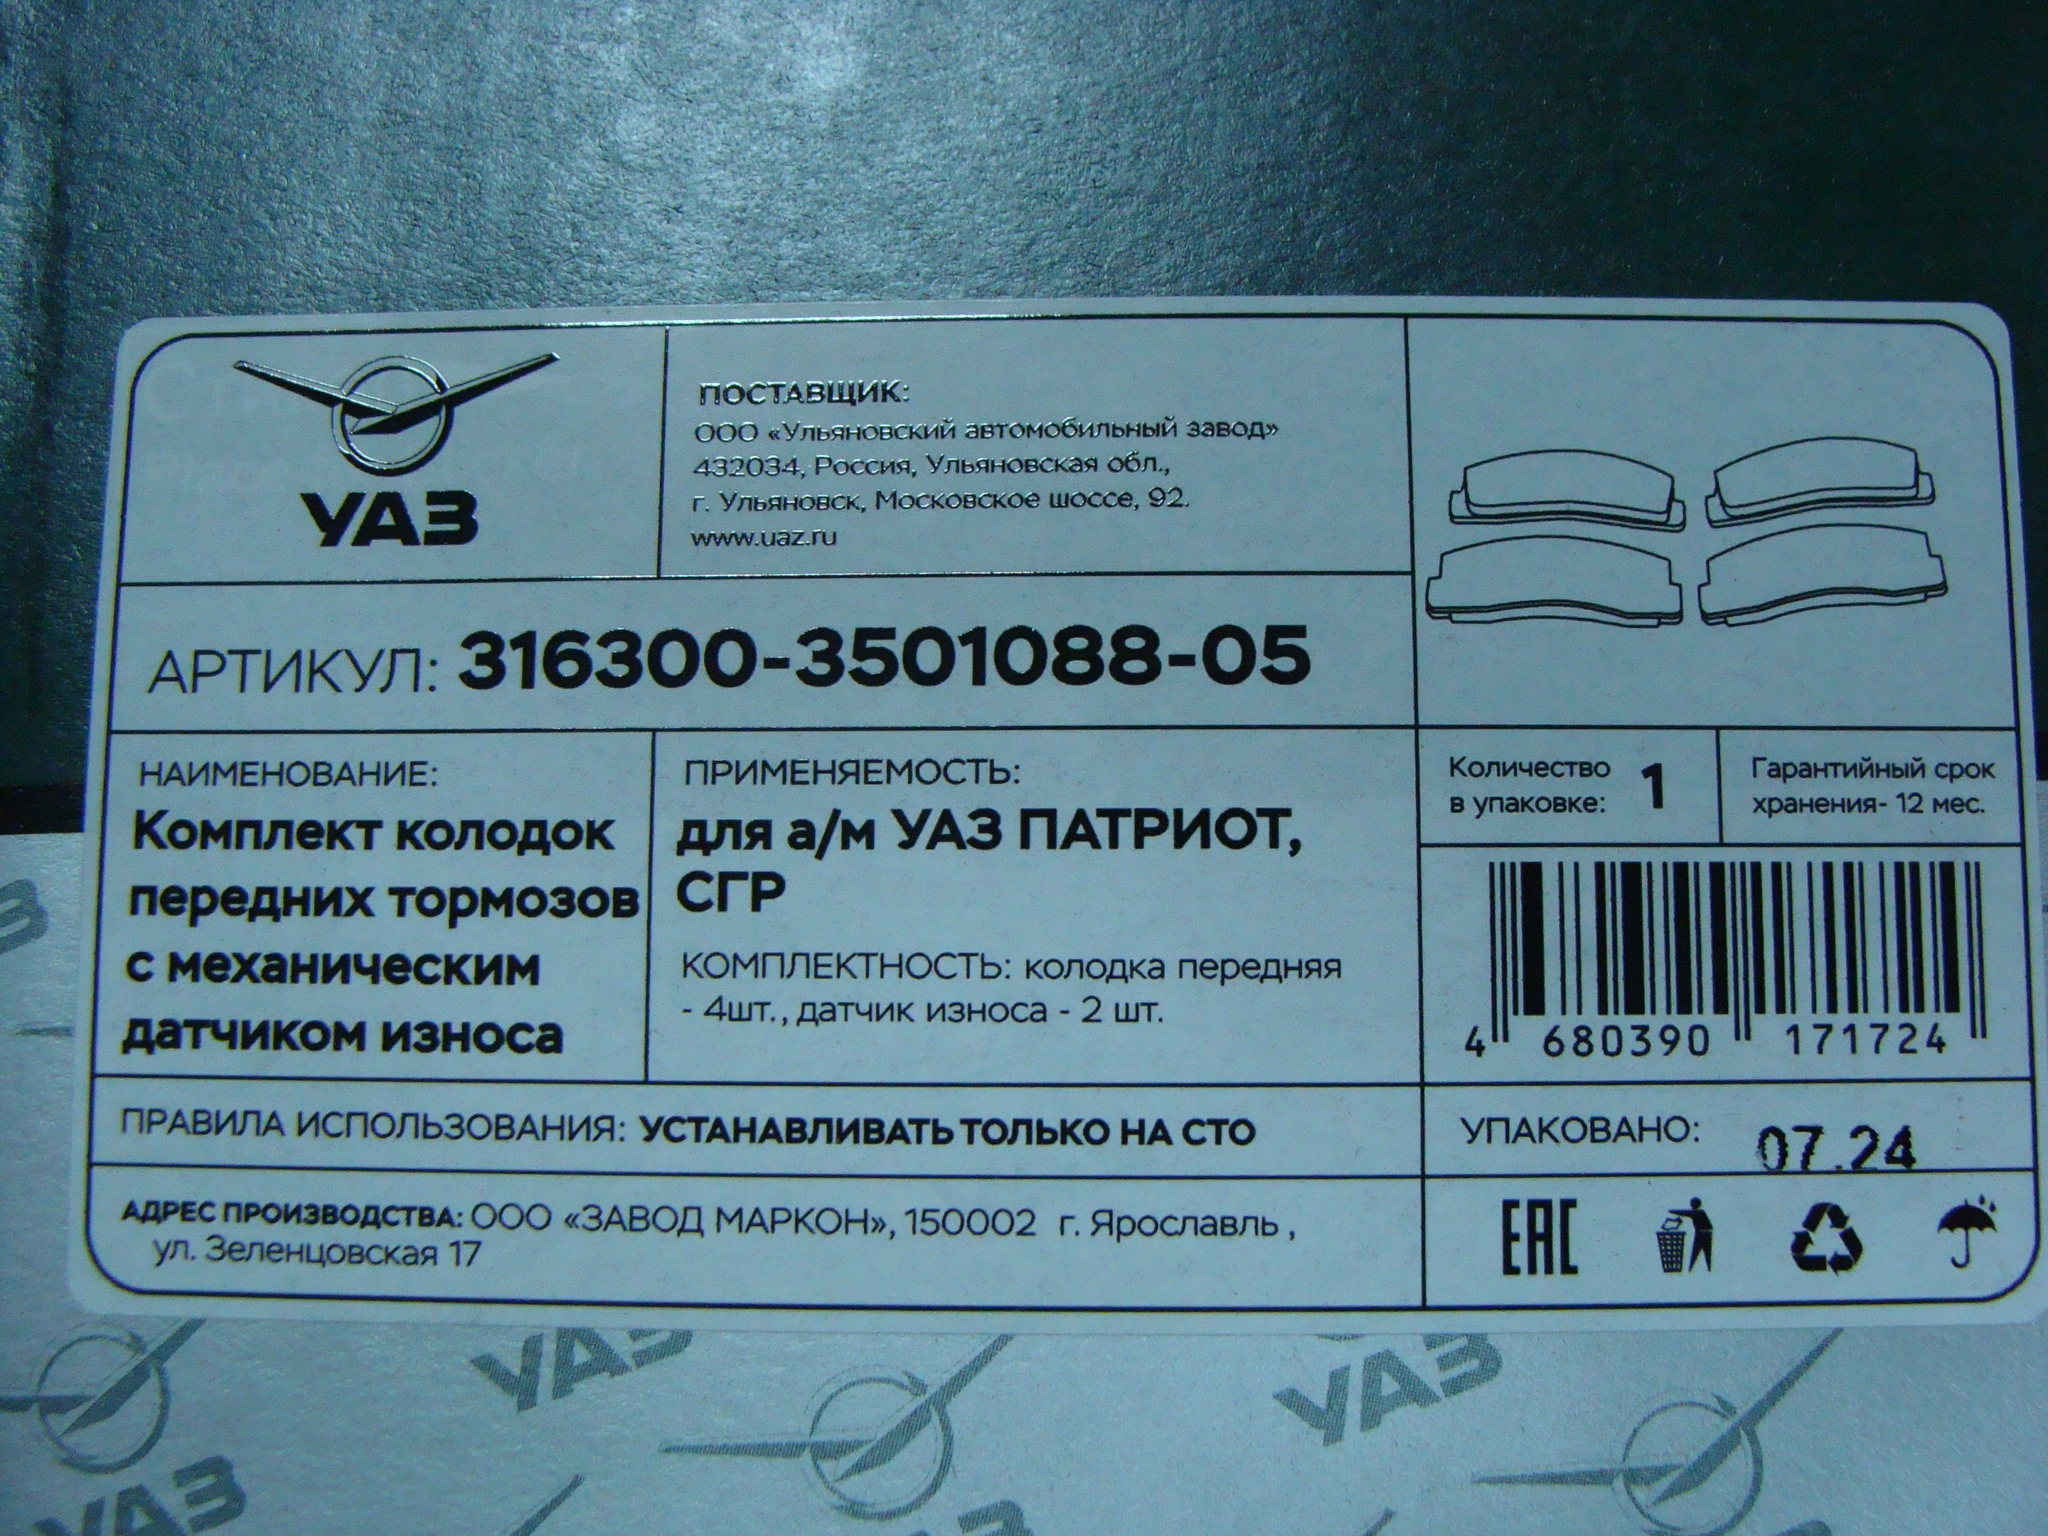 УАЗ
ПОСТАВЩИК:
ООО «Ульяновский автомобильный завод»
432034, Россия, Ульяновская обл.,
г. Ульяновск, Московское шоссе, 92.
www.uaz.ru
АРТИКУЛ: 316300-3501088-05
НАИМЕНОВАНИЕ:
Комплект колодок
передних тормозов
с механическим
датчиком износа
ПРИМЕНЯЕМОСТЬ:
для а/м УАЗ ПАТРИОТ,
СГР
КОМПЛЕКТНОСТЬ: колодка передняя
- 4шт., датчик износа - 2 шт.
Количество
в упаковке: 1
Гарантийный срок
хранения- 12 мес.
4 680390 171724
ПРАВИЛА ИСПОЛЬЗОВАНИЯ: УСТАНАВЛИВАТЬ ТОЛЬКО НА СТО
УПАКОВАНО: 07.24
АДРЕС ПРОИЗВОДСТВА: ООО «ЗАВОД МАРКОН», 150002 г. Ярославль ,
ул. Зеленцовская 17
EAC
УАЗ
УАЗ
УАЗ
УАЗ